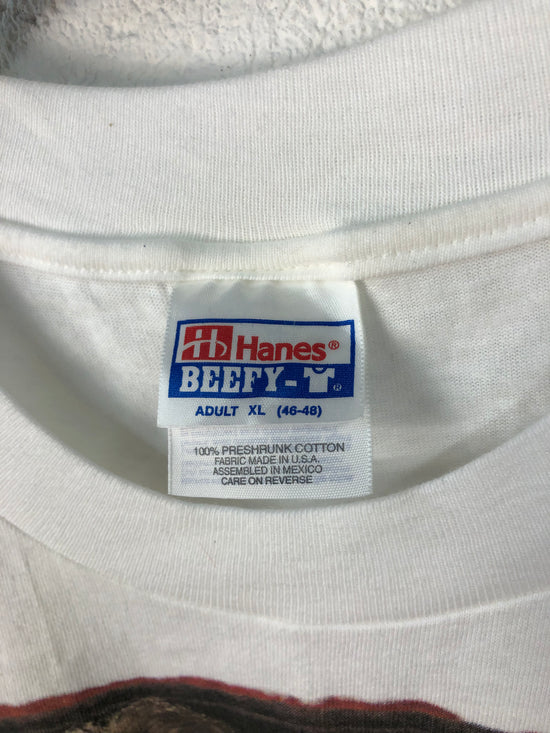 Hanes®
BEEFY-T®
ADULT XL (46-48)
100% PRESHRUNK COTTON
FABRIC MADE IN U.S.A.
ASSEMBLED IN MEXICO
CARE ON REVERSE